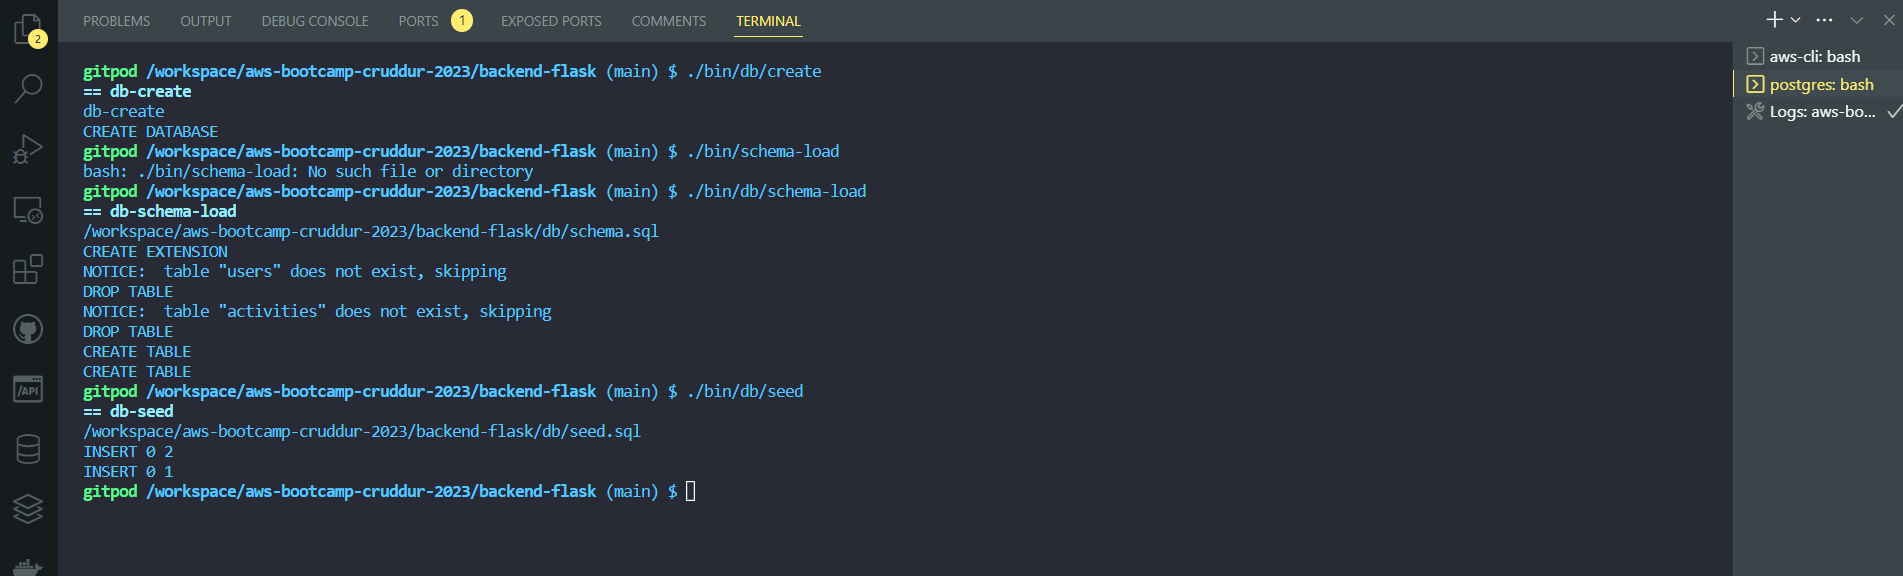 PROBLEMS OUTPUT DEBUG CONSOLE PORTS 1 EXPOSED PORTS COMMENTS TERMINAL
2
/API
gitpod /workspace/aws-bootcamp-cruddur-2023/backend-flask (main) $ ./bin/db/create
== db-create
db-create
CREATE DATABASE
gitpod /workspace/aws-bootcamp-cruddur-2023/backend-flask (main) $ ./bin/schema-load
bash: ./bin/schema-load: No such file or directory
gitpod /workspace/aws-bootcamp-cruddur-2023/backend-flask (main) $ ./bin/db/schema-load
== db-schema-load
/workspace/aws-bootcamp-cruddur-2023/backend-flask/db/schema.sql
CREATE EXTENSION
NOTICE:  table "users" does not exist, skipping
DROP TABLE
NOTICE:  table "activities" does not exist, skipping
DROP TABLE
CREATE TABLE
CREATE TABLE
gitpod /workspace/aws-bootcamp-cruddur-2023/backend-flask (main) $ ./bin/db/seed
== db-seed
/workspace/aws-bootcamp-cruddur-2023/backend-flask/db/seed.sql
INSERT 0 2
INSERT 0 1
gitpod /workspace/aws-bootcamp-cruddur-2023/backend-flask (main) $
aws-cli: bash
postgres: bash
Logs: aws-bo...